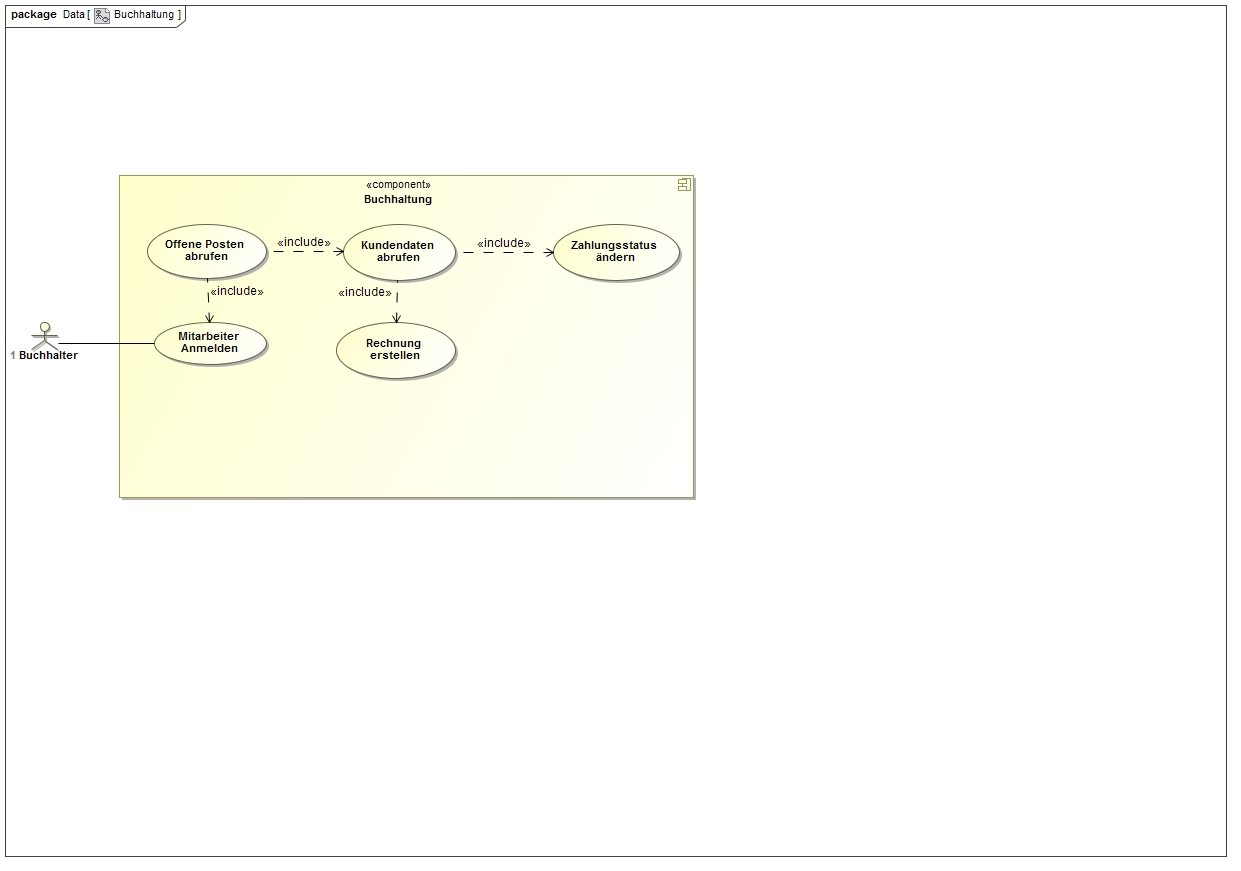 package Data [ Buchhaltung ]
«component»
Buchhaltung
Offene Posten
abrufen
«include»
Kundendaten
abrufen
«include»
Zahlungsstatus
ändern
«include»
«include»
Mitarbeiter
Anmelden
Rechnung
erstellen
1 Buchhalter